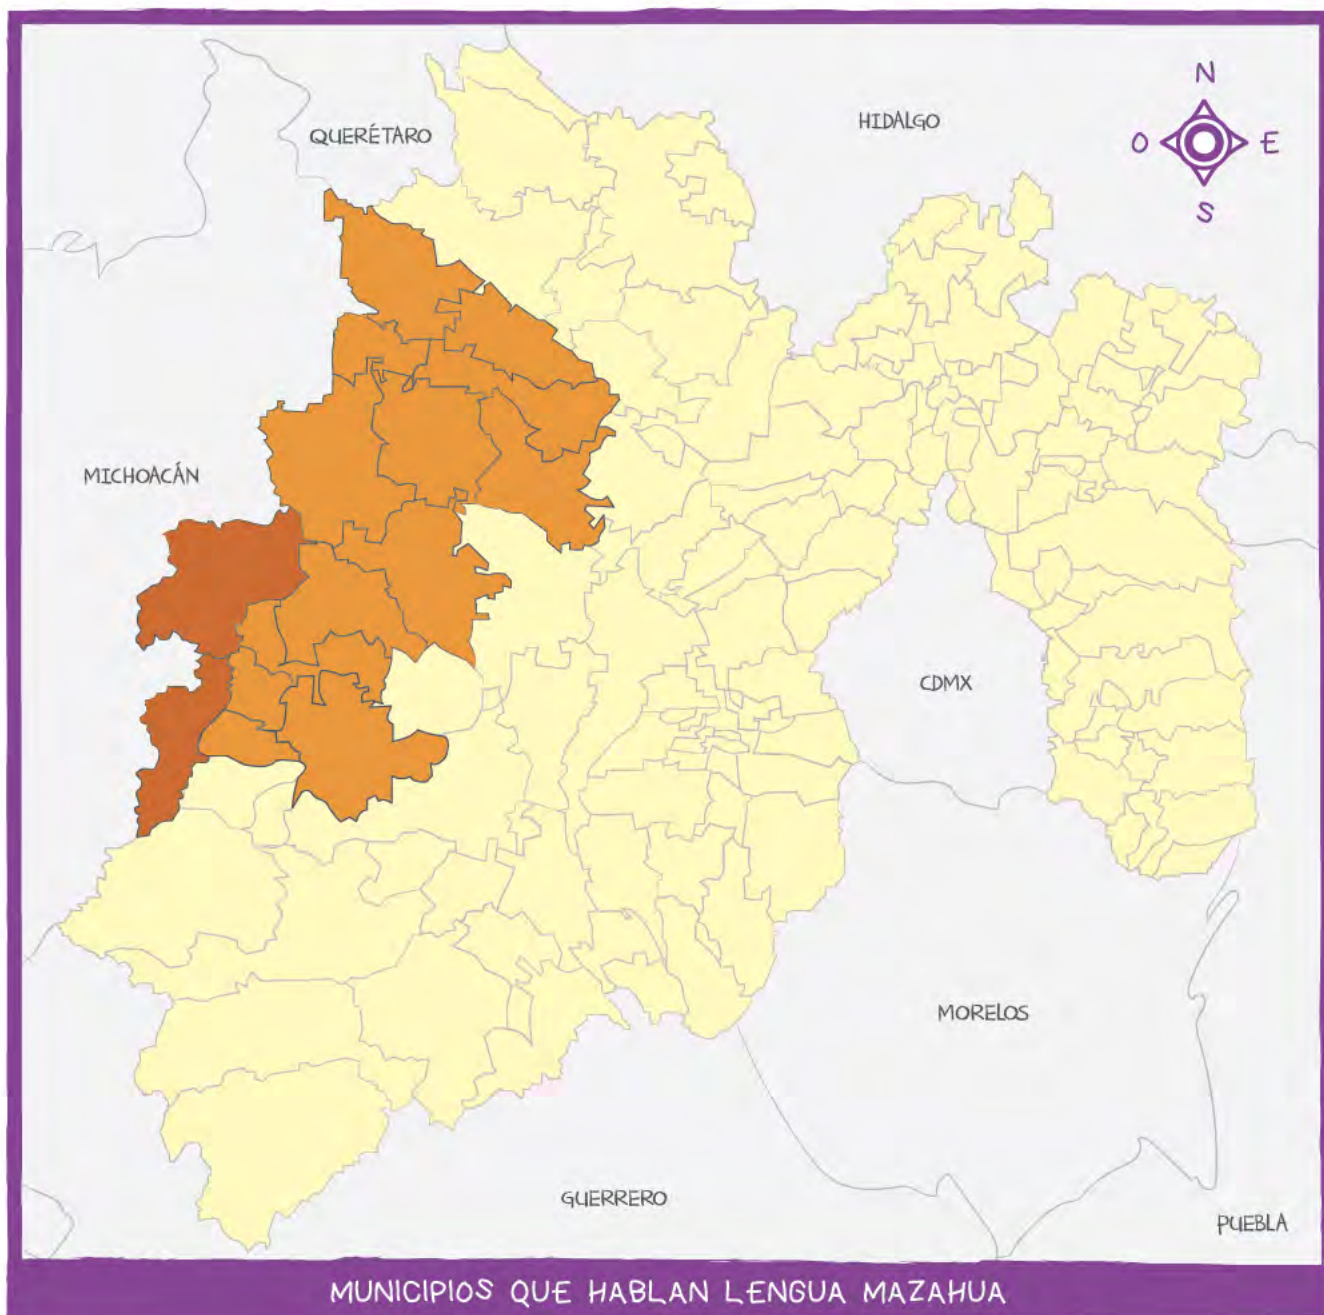 N
HIDALGO
QUERÉTARO
O
E
S
MICHOACÁN
CDMX
MORELOS
GUERRERO
PUEBLA
MUNICIPIOS QUE HABLAN LENGUA MAZAHUA